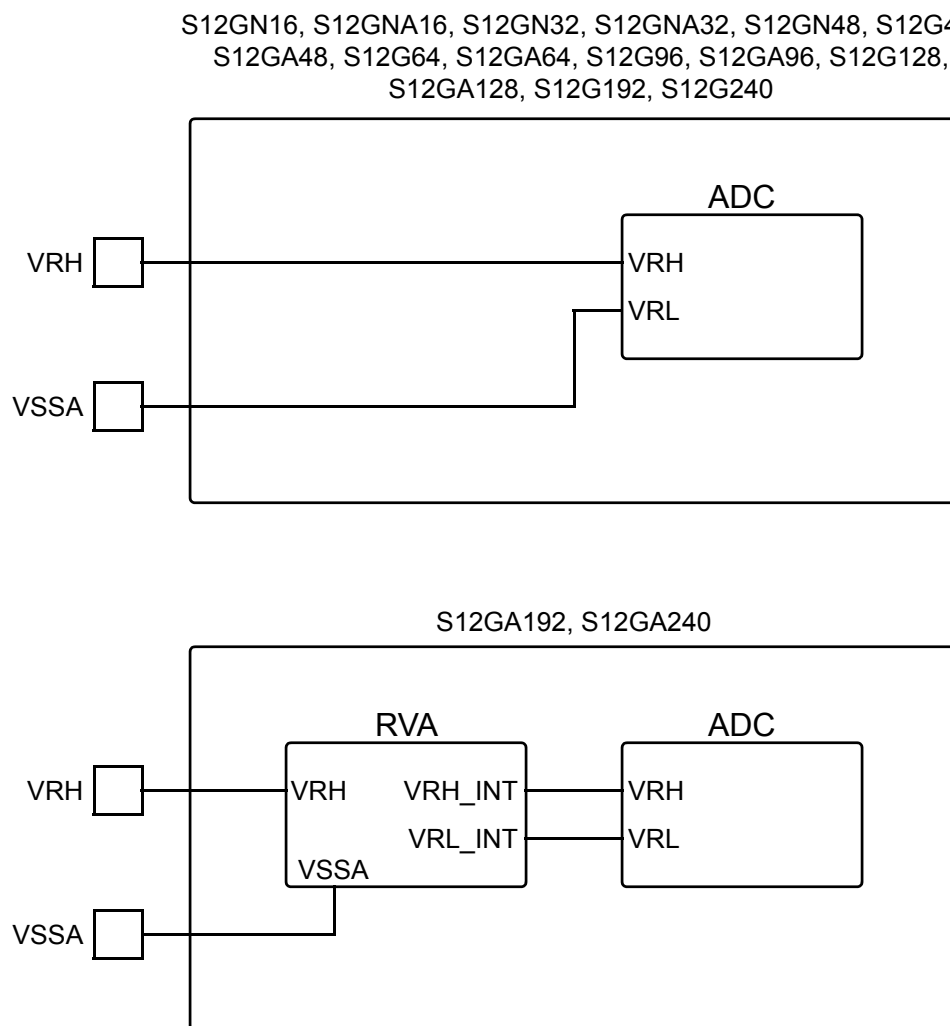 S12GN16, S12GNA16, S12GN32, S12GNA32, S12GN48,
S12GA48, S12G64, S12GA64, S12G96, S12GA96, S12G128,
S12GA128, S12G192, S12G240
ADC
VRH
VRH
VRL
VSSA
S12GA192, S12GA240
RVA
ADC
VRH
VRH
VRH_INT
VRH
VRL_INT
VRL
VSSA
VSSA